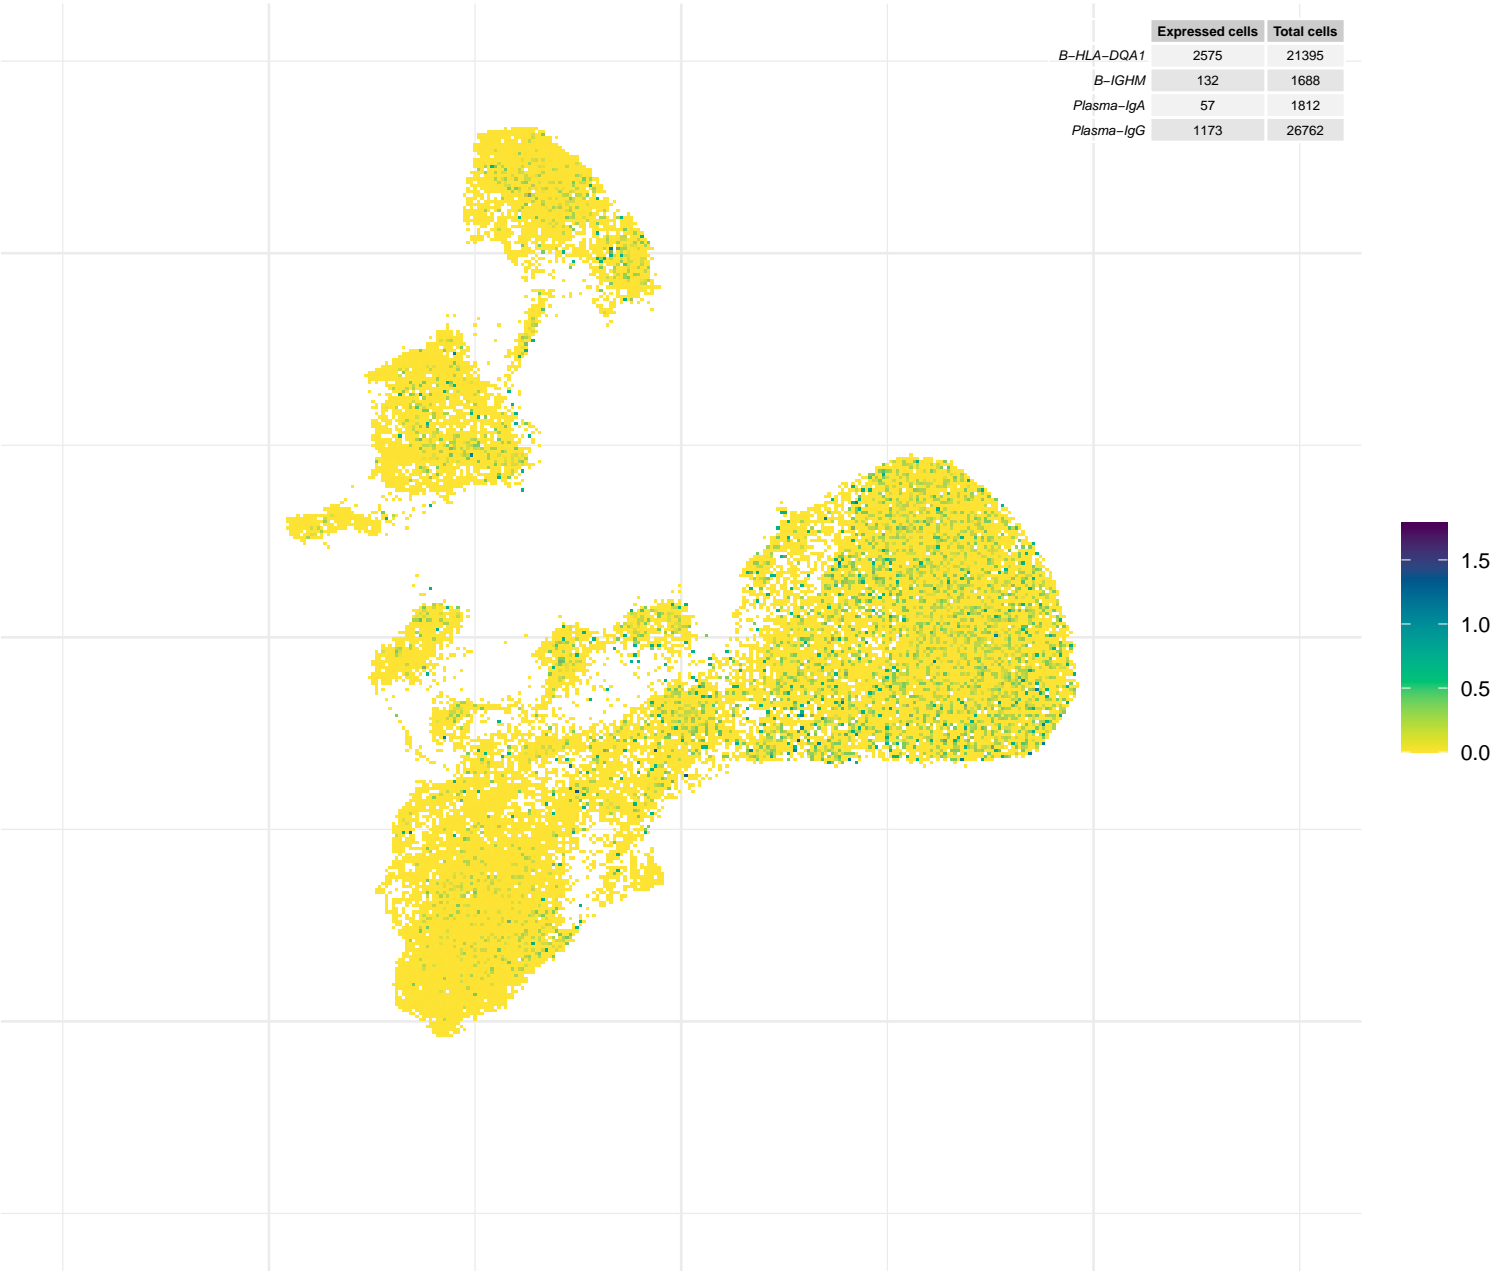 Expressed cells Total cells
B-HLA-DQA1 2575 21395
B-IGHM 132 1688
Plasma-IgA 57 1812
Plasma-IgG 1173 26762
1.5
1.0
0.5
0.0